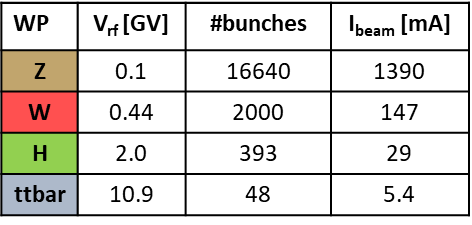 WP V_rf [GV] #bunches I_beam [mA]
Z 0.1 16640 1390
W 0.44 2000 147
H 2.0 393 29
ttbar 10.9 48 5.4